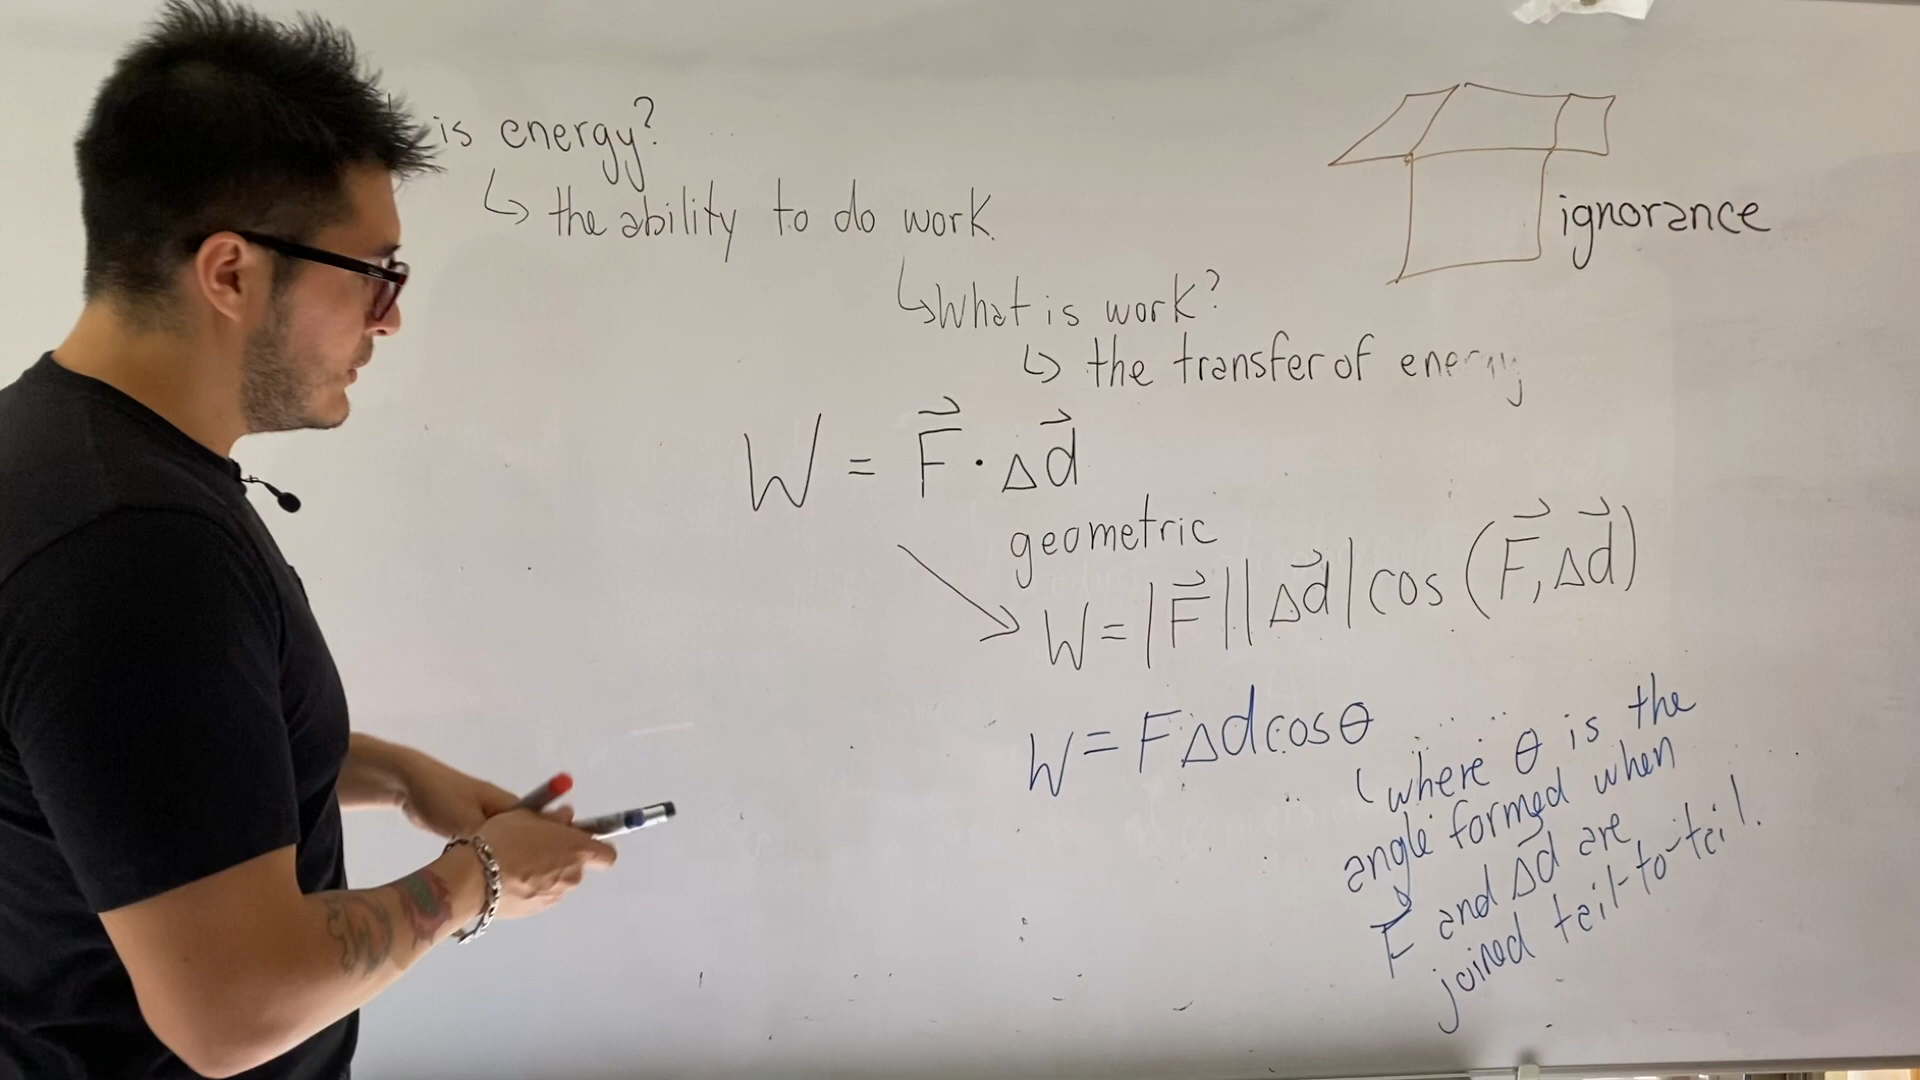 is energy?
↳ the ability to do work.
ignorance
↳ What is work?
↳ the transfer of energy
W = F⃗ · Δd⃗
geometric
W = |F⃗||Δd⃗| cos (F⃗, Δd⃗)
W = FΔd cos θ
where θ is the
angle formed when
F⃗ and Δd⃗ are
joined tail-to-tail.